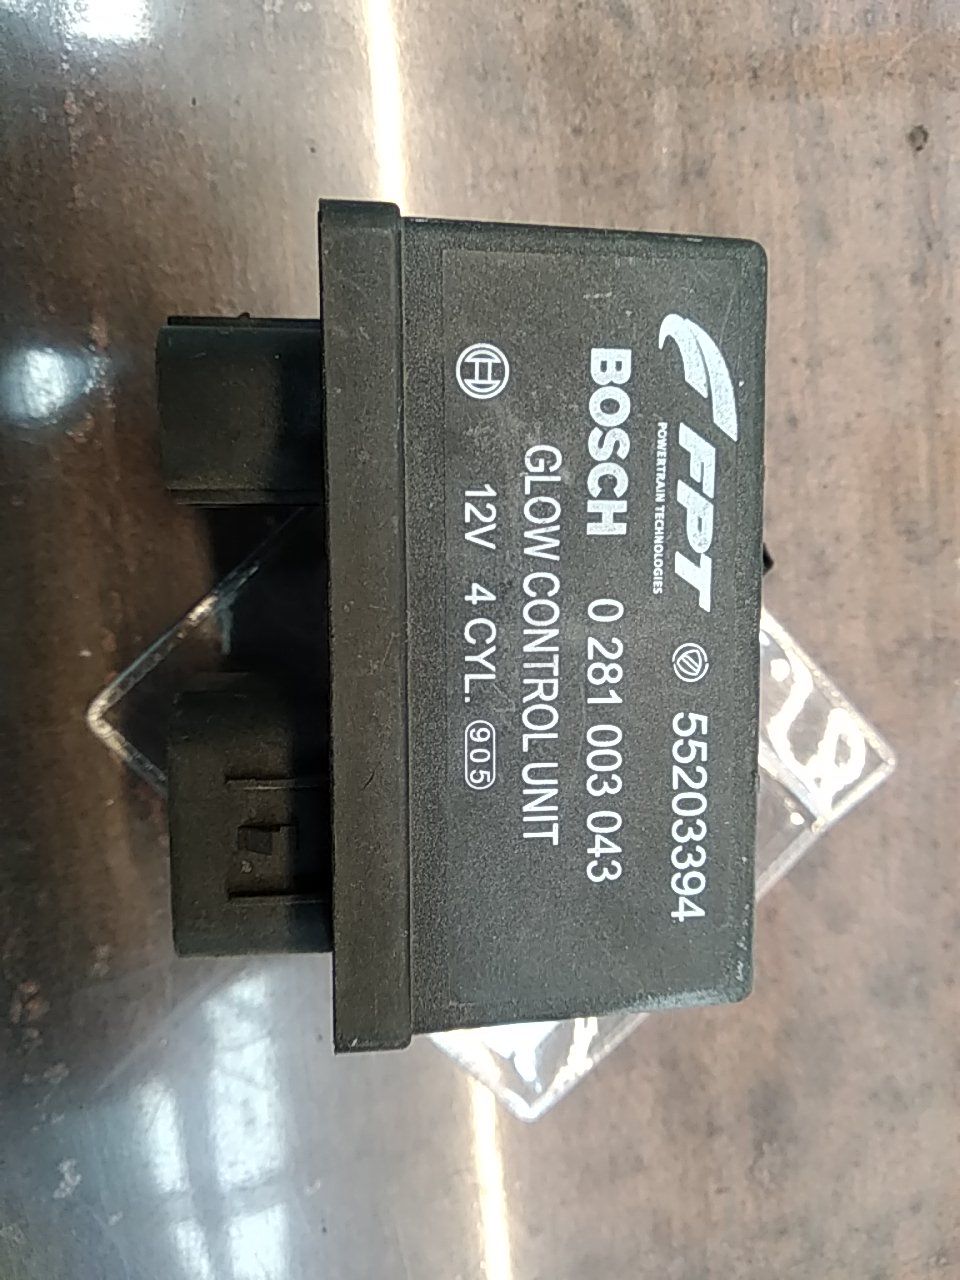 FPT 55203394
POWERTRAIN TECHNOLOGIES
BOSCH 0 281 003 043
GLOW CONTROL UNIT
12V 4 CYL. 905